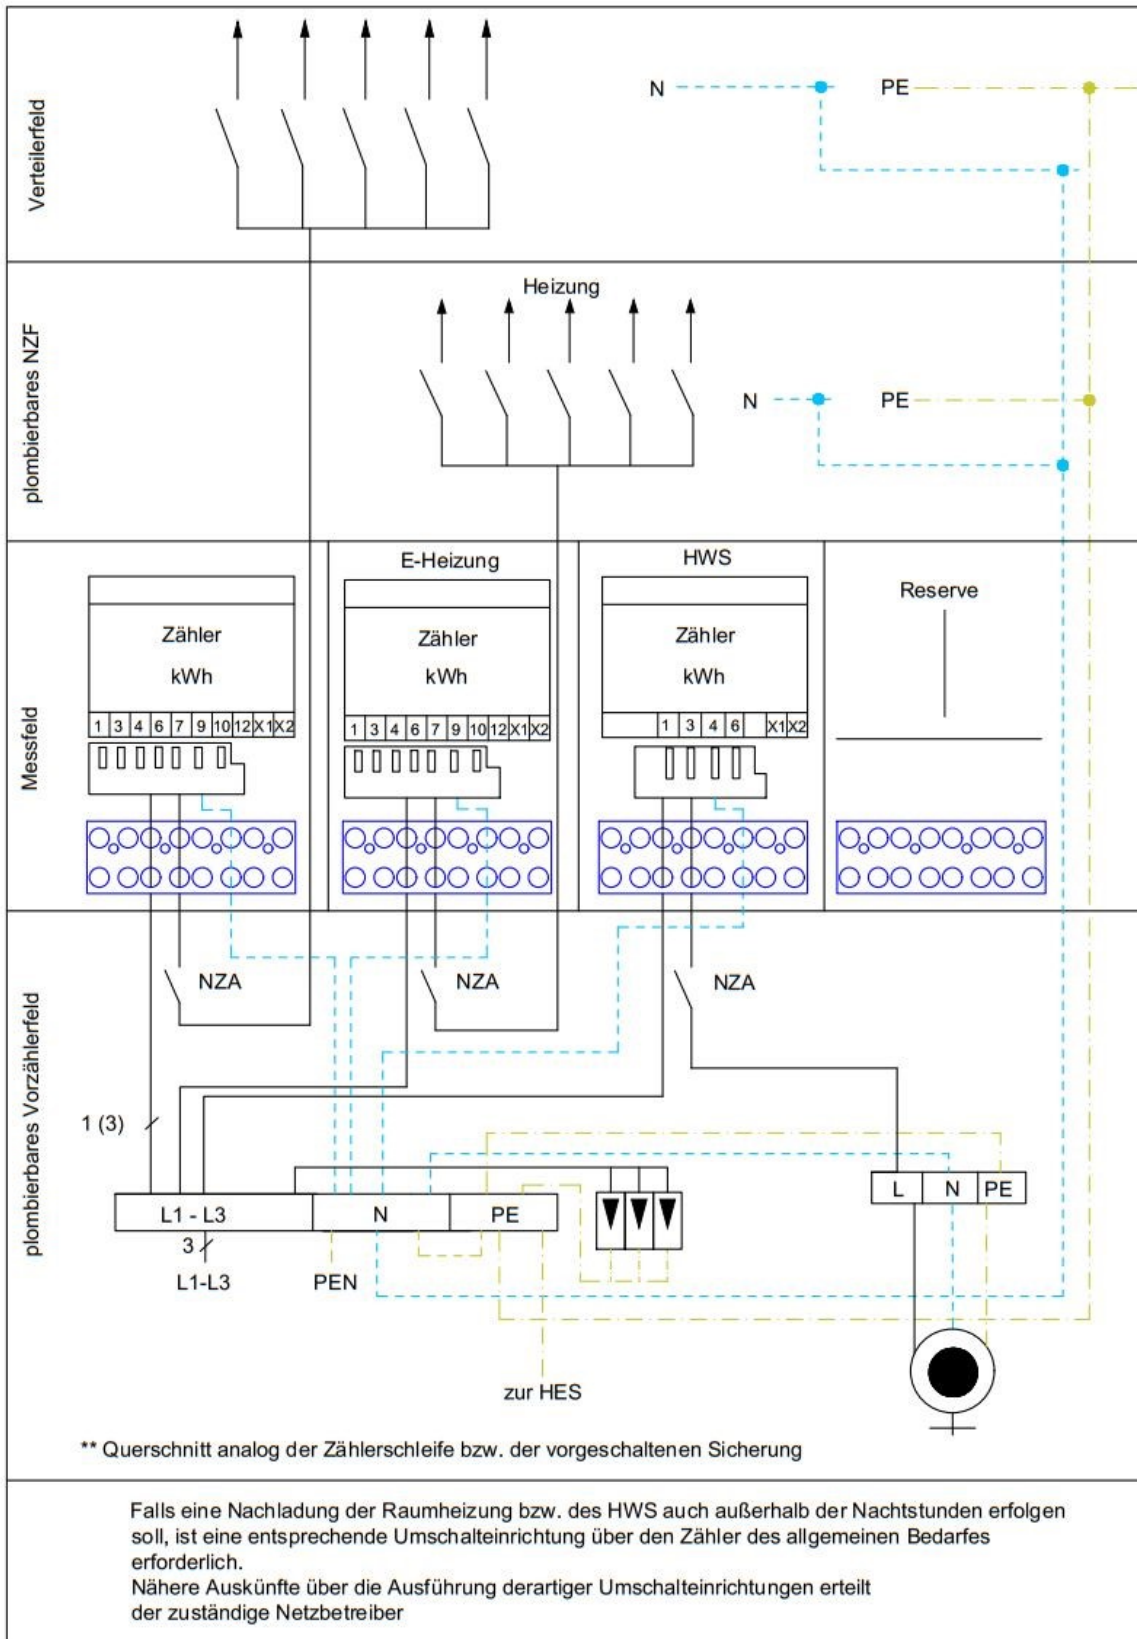 Verteilerfeld
N
PE
plombierbares NZF
Heizung
N
PE
Messfeld
E-Heizung
HWS
Reserve
Zähler
kWh
1 3 4 6 7 9 10 12 X1 X2
Zähler
kWh
1 3 4 6 7 9 10 12 X1 X2
Zähler
kWh
1 3 4 6 X1 X2
plombierbares Vorzählerfeld
NZA
NZA
NZA
1 (3)
L1 - L3
N
PE
L
N
PE
3
L1-L3
PEN
zur HES
** Querschnitt analog der Zählerschleife bzw. der vorgeschaltenen Sicherung
Falls eine Nachladung der Raumheizung bzw. des HWS auch außerhalb der Nachtstunden erfolgen
soll, ist eine entsprechende Umschalteinrichtung über den Zähler des allgemeinen Bedarfes
erforderlich.
Nähere Auskünfte über die Ausführung derartiger Umschalteinrichtungen erteilt
der zuständige Netzbetreiber